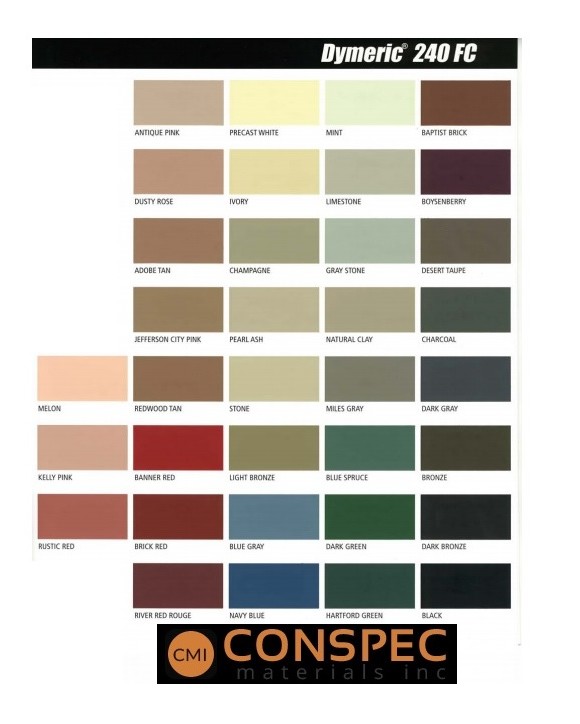 Dymeric® 240 FC
ANTIQUE PINK PRECAST WHITE MINT BAPTIST BRICK
DUSTY ROSE IVORY LIMESTONE BOYSENBERRY
ADOBE TAN CHAMPAGNE GRAY STONE DESERT TAUPE
JEFFERSON CITY PINK PEARL ASH NATURAL CLAY CHARCOAL
MELON REDWOOD TAN STONE MILES GRAY DARK GRAY
KELLY PINK BANNER RED LIGHT BRONZE BLUE SPRUCE BRONZE
RUSTIC RED BRICK RED BLUE GRAY DARK GREEN DARK BRONZE
RIVER RED ROUGE NAVY BLUE HARTFORD GREEN BLACK
CMI CONSPEC
materials inc